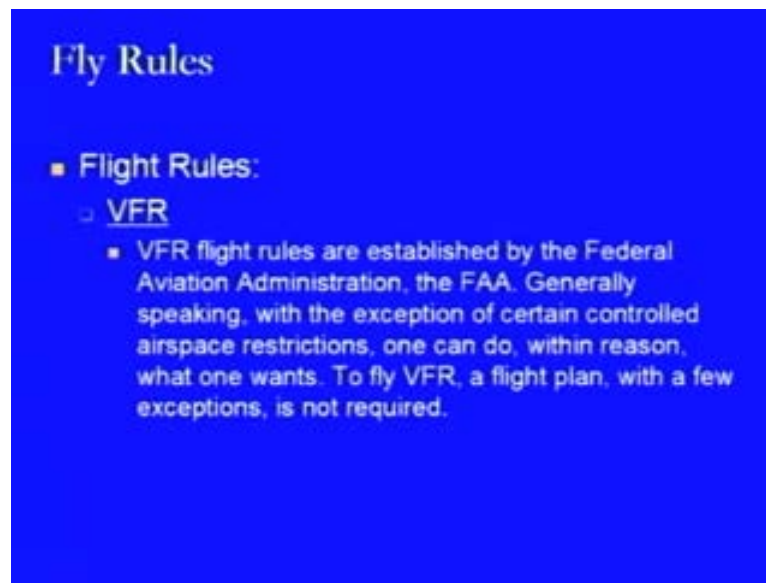 Fly Rules
Flight Rules:
VFR
VFR flight rules are established by the Federal
Aviation Administration, the FAA. Generally
speaking, with the exception of certain controlled
airspace restrictions, one can do, within reason,
what one wants. To fly VFR, a flight plan, with a few
exceptions, is not required.